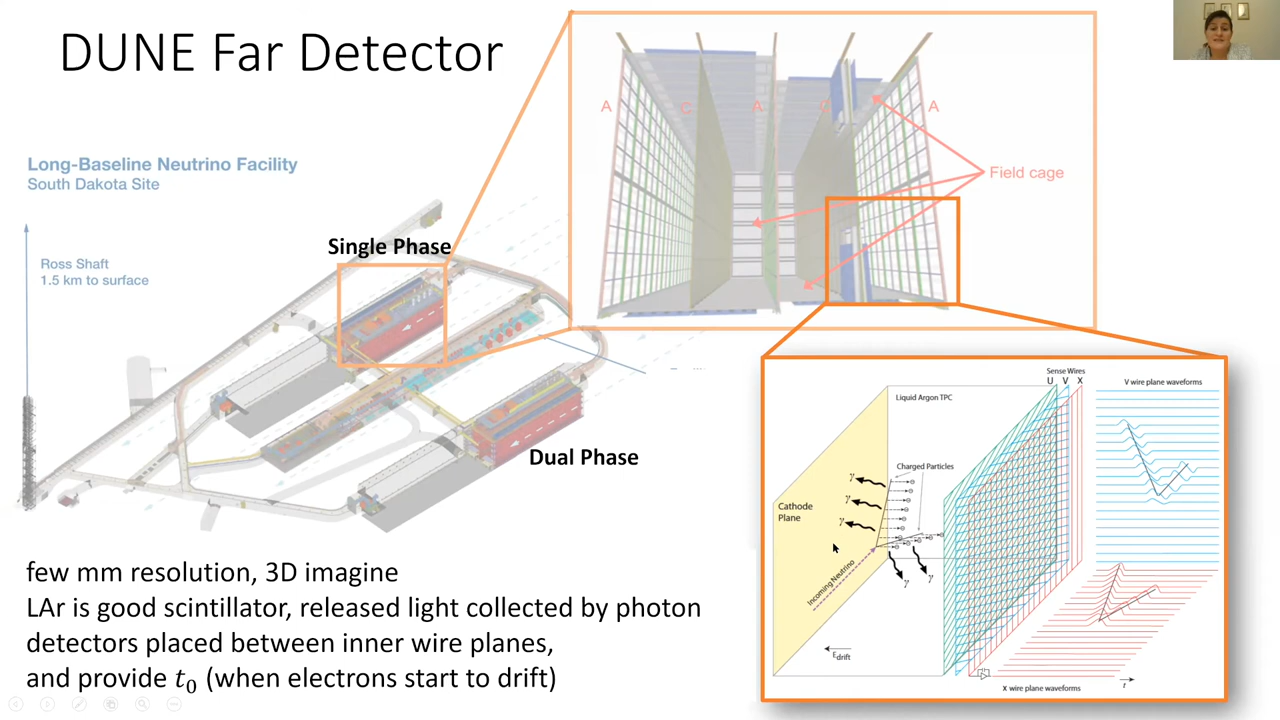 DUNE Far Detector
Long-Baseline Neutrino Facility
South Dakota Site
Ross Shaft
1.5 km to surface
Single Phase
Dual Phase
A
C
A
C
A
Field cage
Sense Wires
U V X
V wire plane waveforms
Liquid Argon TPC
Charged Particles
Cathode
Plane
γ
γ
γ
γ
γ
Incoming Neutrino
Edrift
X wire plane waveforms
t
few mm resolution, 3D imagine
LAr is good scintillator, released light collected by photon
detectors placed between inner wire planes,
and provide t₀ (when electrons start to drift)